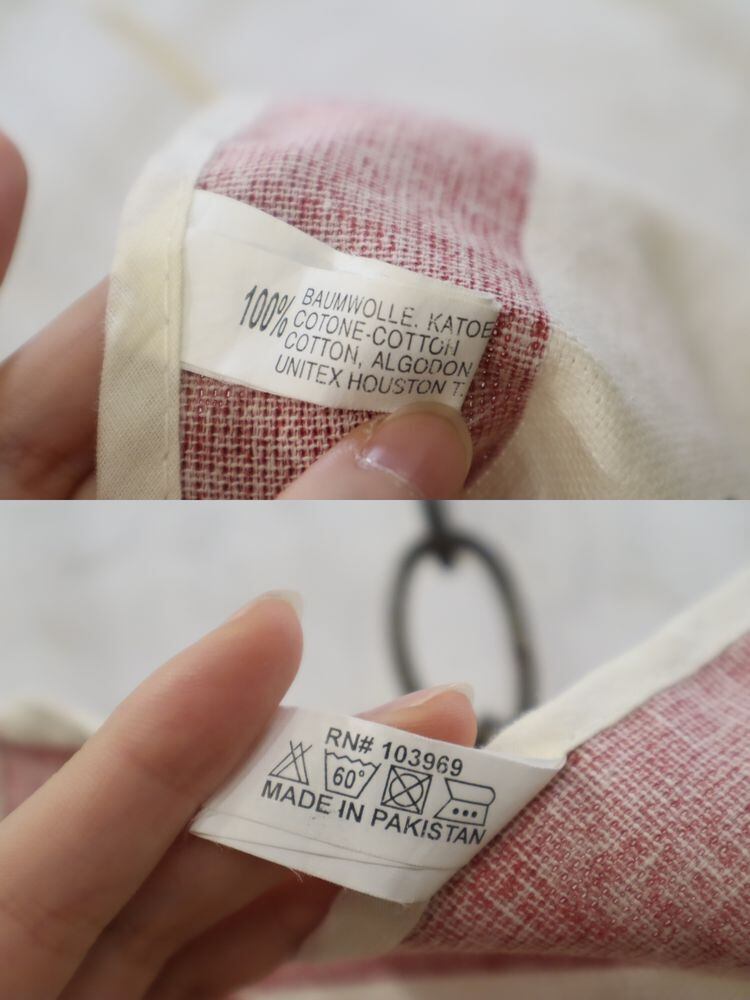 100%
BAUMWOLLE. KATOE
COTONE-COTTON
COTTON, ALGODON
UNITEX HOUSTON T
RN# 103969
60°
MADE IN PAKISTAN